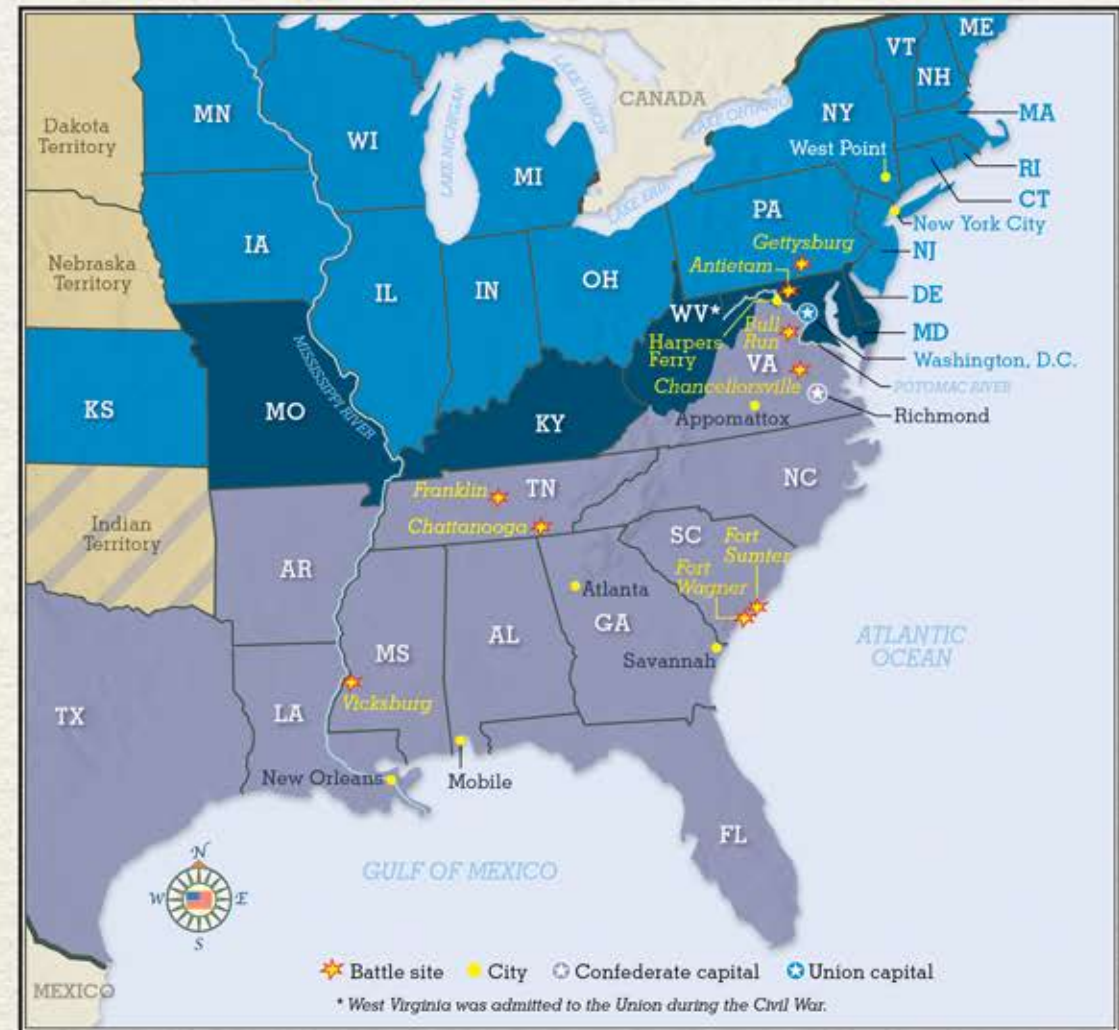 ME
VT
NH
MN
CANADA
LAKE HURON
LAKE MICHIGAN
LAKE ONTARIO
NY
MA
Dakota
Territory
WI
West Point
MI
RI
LAKE ERIE
CT
PA
New York City
IA
Gettysburg
NJ
Nebraska
Territory
Antietam
IL
IN
OH
DE
WV*
MD
Harpers
Ferry
Bull
Run
Washington, D.C.
MISSISSIPPI RIVER
VA
POTOMAC RIVER
KS
MO
Chancellorsville
KY
Appomattox
Richmond
NC
Franklin
TN
Indian
Territory
Chattanooga
SC
Fort
Sumter
Fort
Wagner
AR
Atlanta
GA
AL
MS
ATLANTIC
OCEAN
Savannah
Vicksburg
TX
LA
New Orleans
Mobile
FL
GULF OF MEXICO
N
W E
S
MEXICO
Battle site City Confederate capital Union capital
* West Virginia was admitted to the Union during the Civil War.